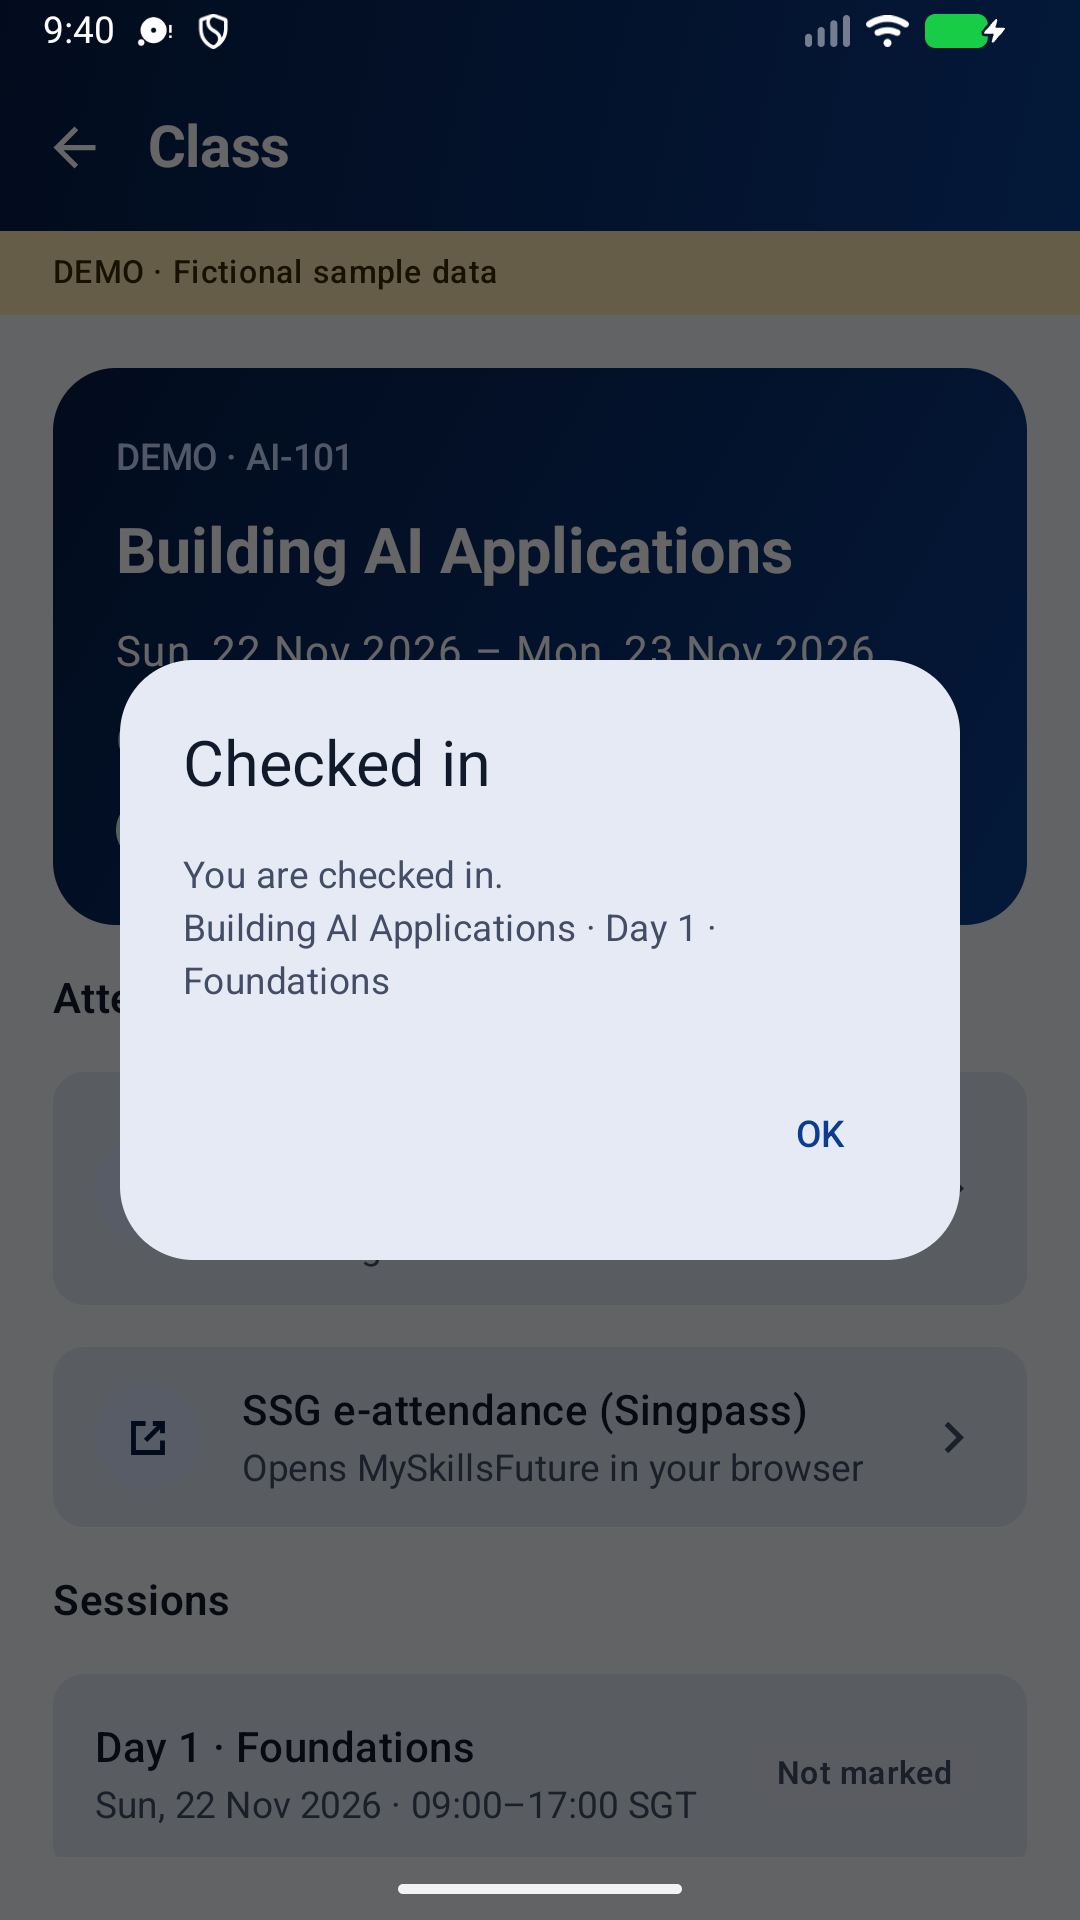 9:40
Class
DEMO · Fictional sample data
DEMO · AI-101
Building AI Applications
Sun, 22 Nov 2026 – Mon, 23 Nov 2026
Checked in
You are checked in.
Building AI Applications · Day 1 ·
Foundations
OK
SSG e-attendance (Singpass)
Opens MySkillsFuture in your browser
Sessions
Day 1 · Foundations
Not marked
Sun, 22 Nov 2026 · 09:00–17:00 SGT